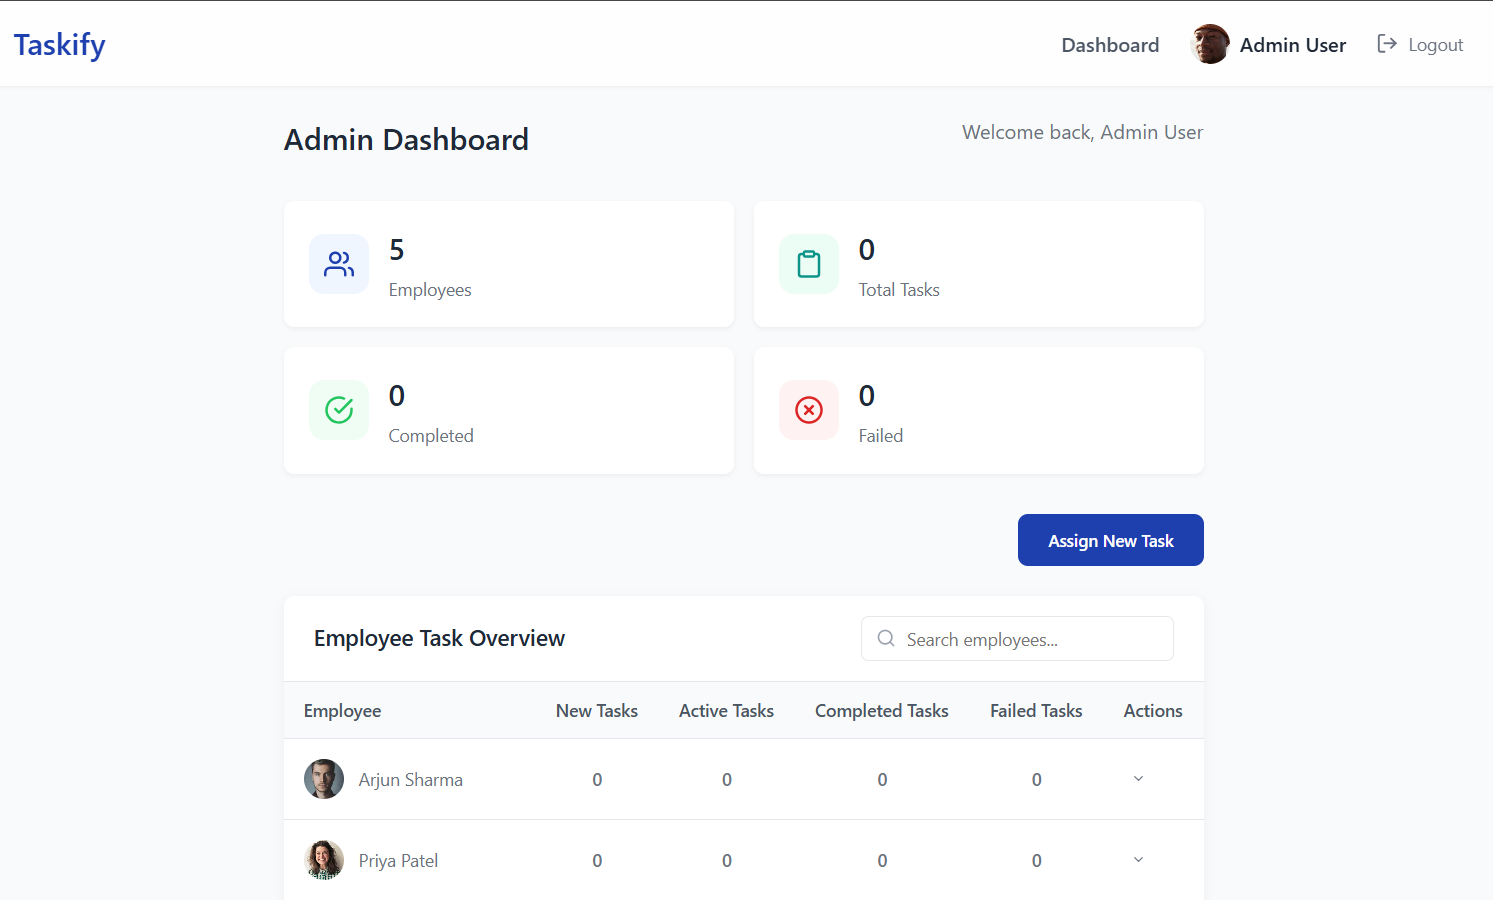 Taskify
Dashboard
Admin User
Logout
Admin Dashboard
Welcome back, Admin User
5
Employees
0
Total Tasks
0
Completed
0
Failed
Assign New Task
Employee Task Overview
Search employees...
Employee New Tasks Active Tasks Completed Tasks Failed Tasks Actions
Arjun Sharma 0 0 0 0
Priya Patel 0 0 0 0